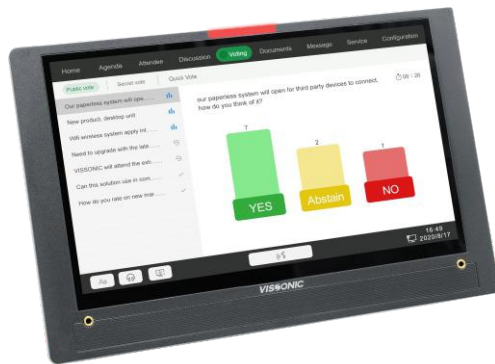 Home Agenda Attendee Discussion Voting Documents Message Service Configuration
Public vote Secret vote Quick Vote
Our paperless system will ope......
New product, desktop unit
Wifi wireless system apply int......
Need to upgrade with the late......
VISSONIC will attend the exh......
Can this solution use in com......
How do you rate on new mar......
our paperless system will open for third party devices to connect.
how do you think of it?
7
YES
2
Abstain
1
NO
Aa
16:49
2020/8/17
VISSONIC